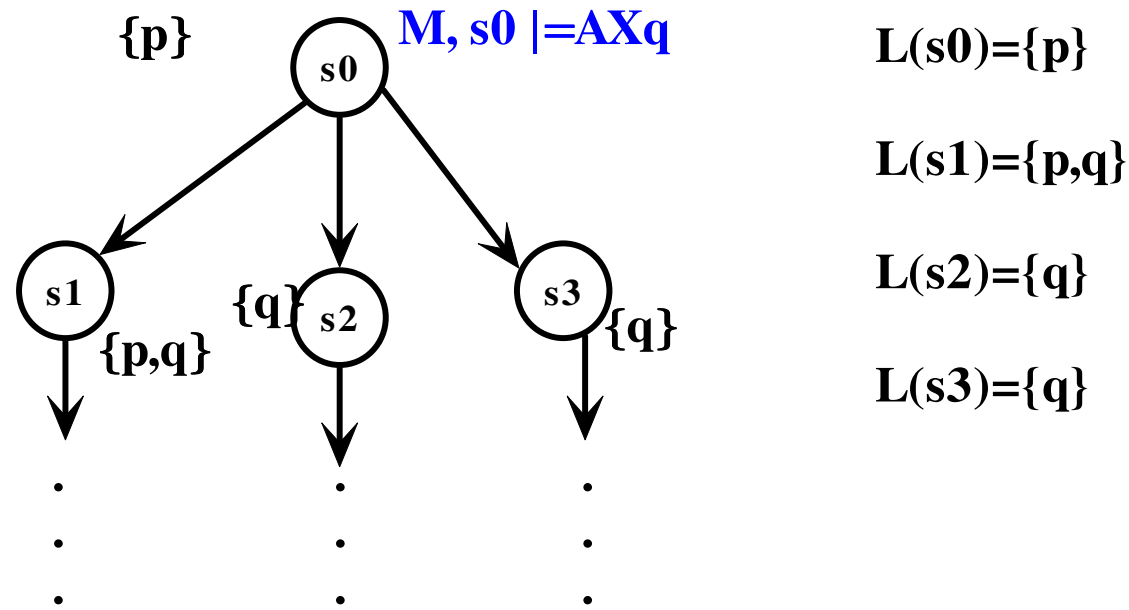 {p}
M, s0 |=AXq
L(s0)={p}
s0
L(s1)={p,q}
s1
{q}
s2
s3
{q}
L(s2)={q}
{p,q}
L(s3)={q}
.
.
.
.
.
.
.
.
.